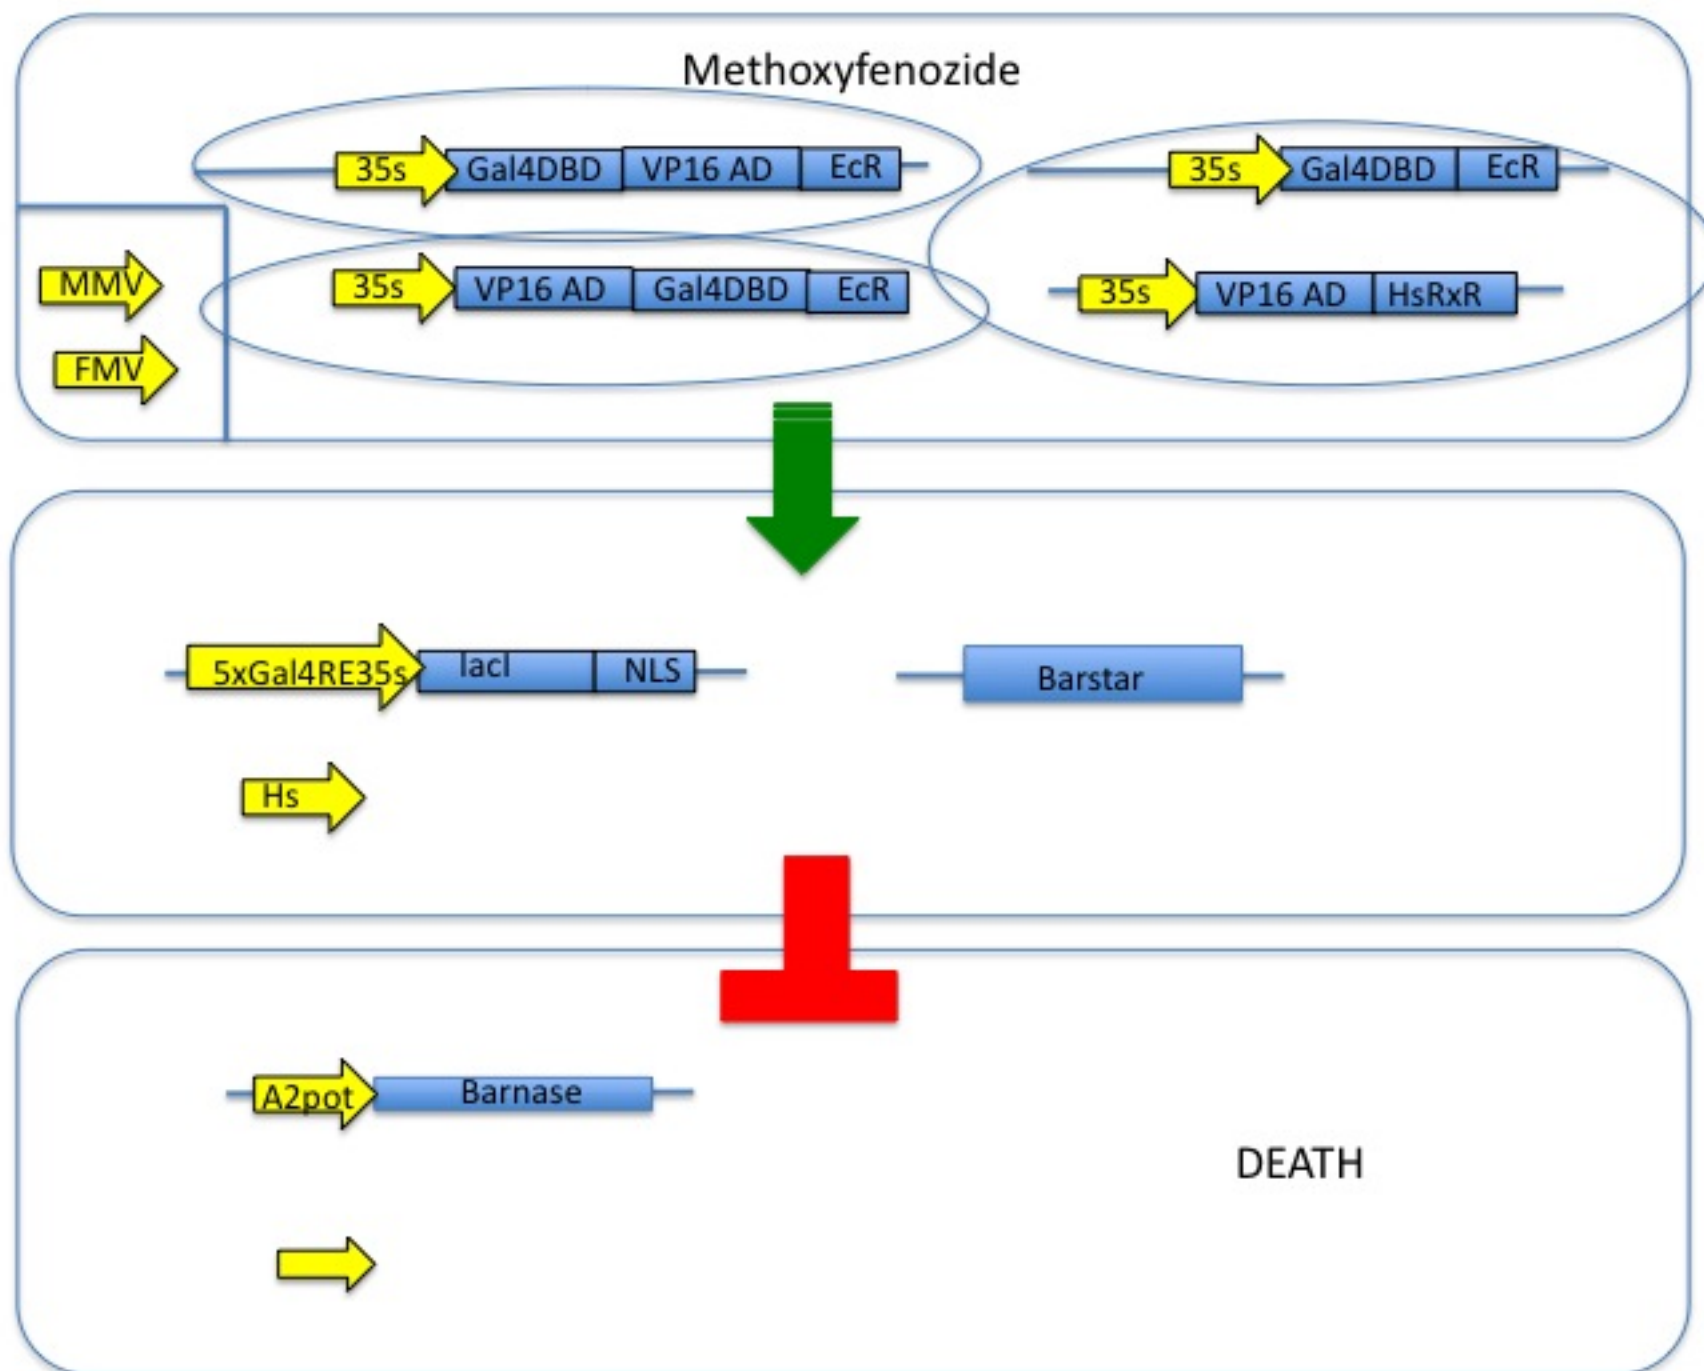 Methoxyfenozide
35s Gal4DBD VP16 AD EcR
35s Gal4DBD EcR
MMV
35s VP16 AD Gal4DBD EcR
35s VP16 AD HsRxR
FMV
5xGal4RE35s lacI NLS
Barstar
Hs
A2pot Barnase
DEATH